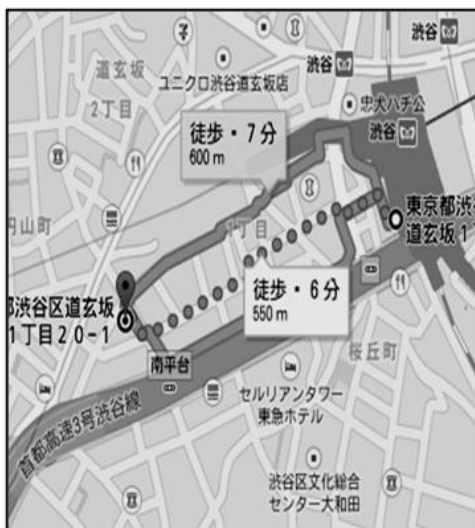 渋谷
渋谷
道玄坂
2丁目
ユニクロ渋谷道玄坂店
忠犬ハチ公
渋谷
徒歩・7分
600 m
円山町
1丁目
東京都渋
道玄坂1
都渋谷区道玄坂
1丁目20-1
徒歩・6分
550 m
南平台
桜丘町
首都高速3号渋谷線
セルリアンタワー
東急ホテル
渋谷区文化総合
センター大和田